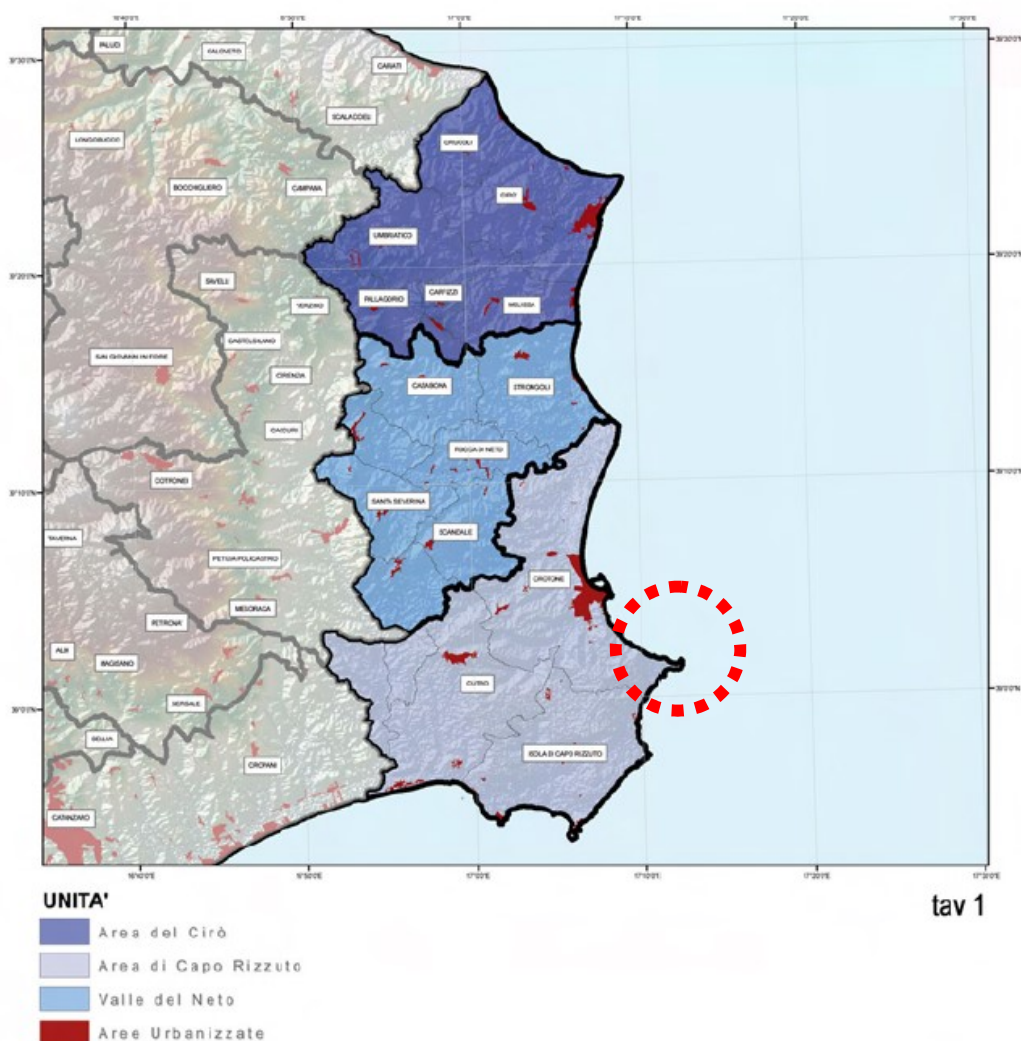 PALUDI
CALOVETO
CARIATI
SCALA COELI
LONGOBUCCO
BOCCHIGLIERO
CAMPANA
CRUCOLI
CIRO'
UMBRIATICO
SAVELLI
VERZINO
PALLAGORIO
CARFIZZI
MELISSA
CASTELSILANO
SAN GIOVANNI IN FIORE
CERENZIA
CASABONA
STRONGOLI
CACCURI
ROCCA DI NETO
COTRONEI
SANTA SEVERINA
SCANDALE
TAVERNA
PETILIA POLICASTRO
CROTONE
MESORACA
PETRONA'
ALBI
MAGISANO
CUTRO
SERSALE
SELLIA
CROPANI
ISOLA DI CAPO RIZZUTO
CATANZARO
UNITA'
tav 1
Area del Cirò
Area di Capo Rizzuto
Valle del Neto
Aree Urbanizzate